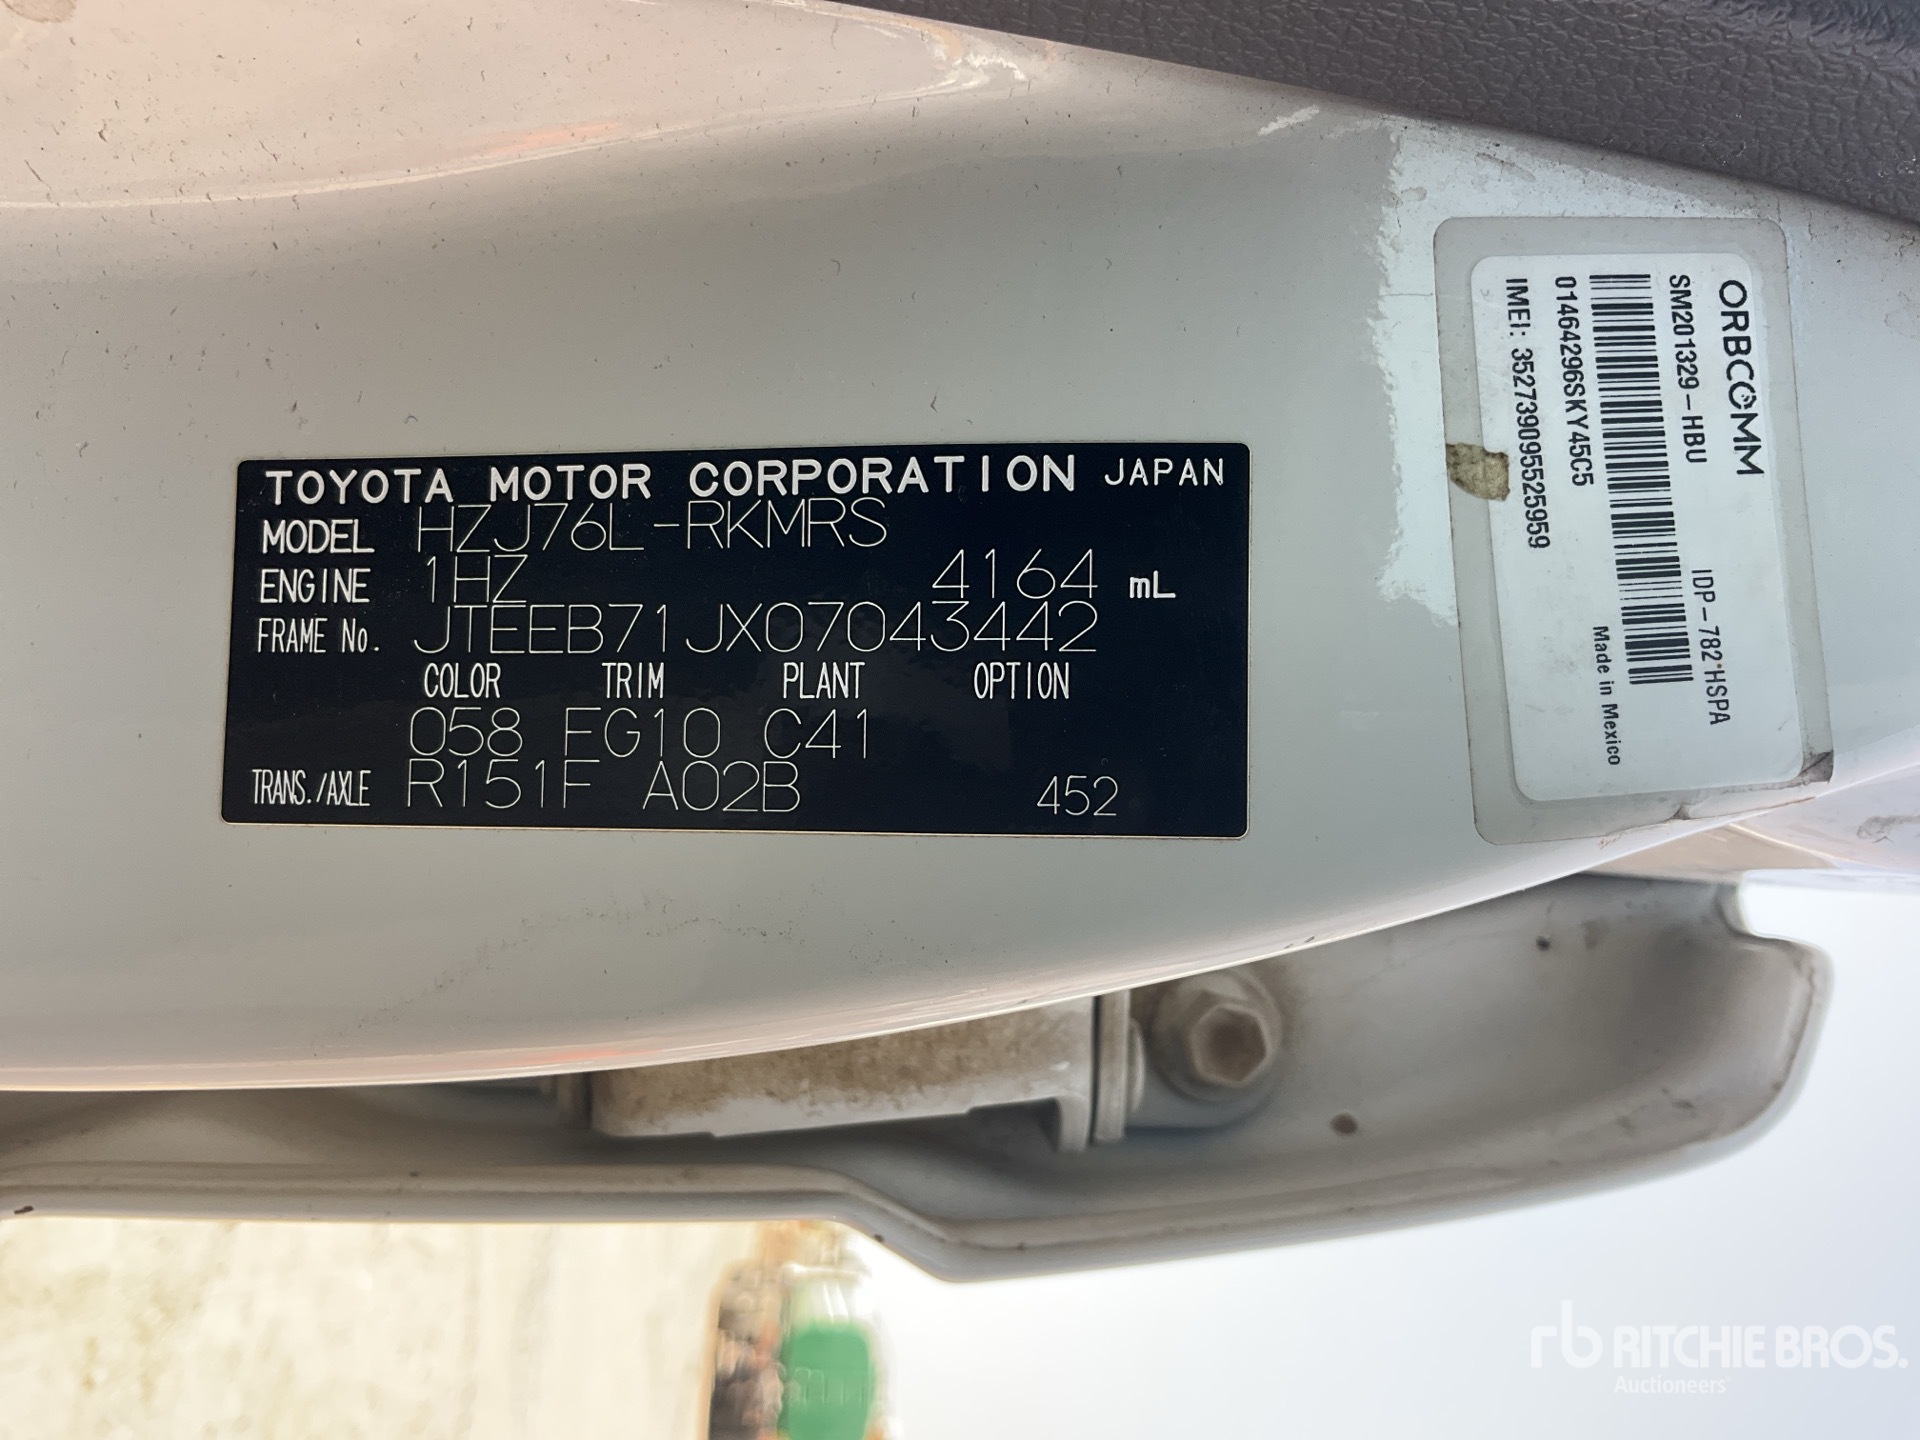 TOYOTA MOTOR CORPORATION JAPAN
MODEL HZJ76L-RKMRS
ENGINE 1HZ 4164 mL
FRAME No. JTEEB71JX07043442
COLOR TRIM PLANT OPTION
058 FG10 C41
TRANS./AXLE R151F A02B 452
ORBCOMM
SM201329-HBU IDP-782 HSPA
01464296SKY45C5 Made in Mexico
IMEI: 352739095525959
rb RITCHIE BROS.
Auctioneers